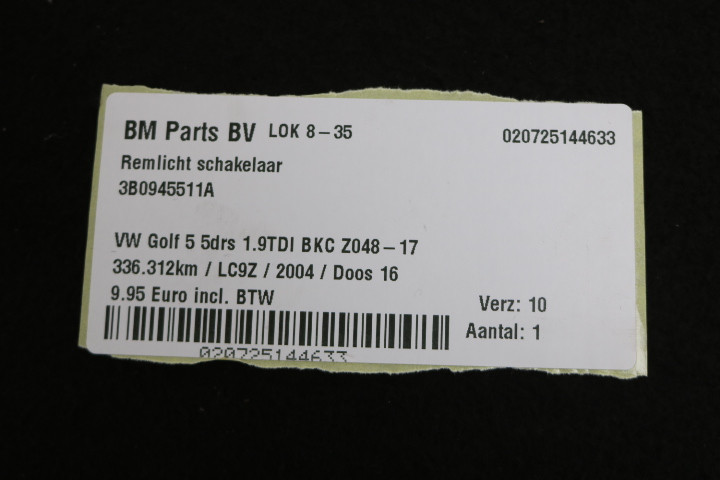 BM Parts BV LOK 8-35 020725144633
Remlicht schakelaar
3B0945511A
VW Golf 5 5drs 1.9TDI BKC Z048-17
336.312km / LC9Z / 2004 / Doos 16
9.95 Euro incl. BTW Verz: 10
Aantal: 1
020725144633